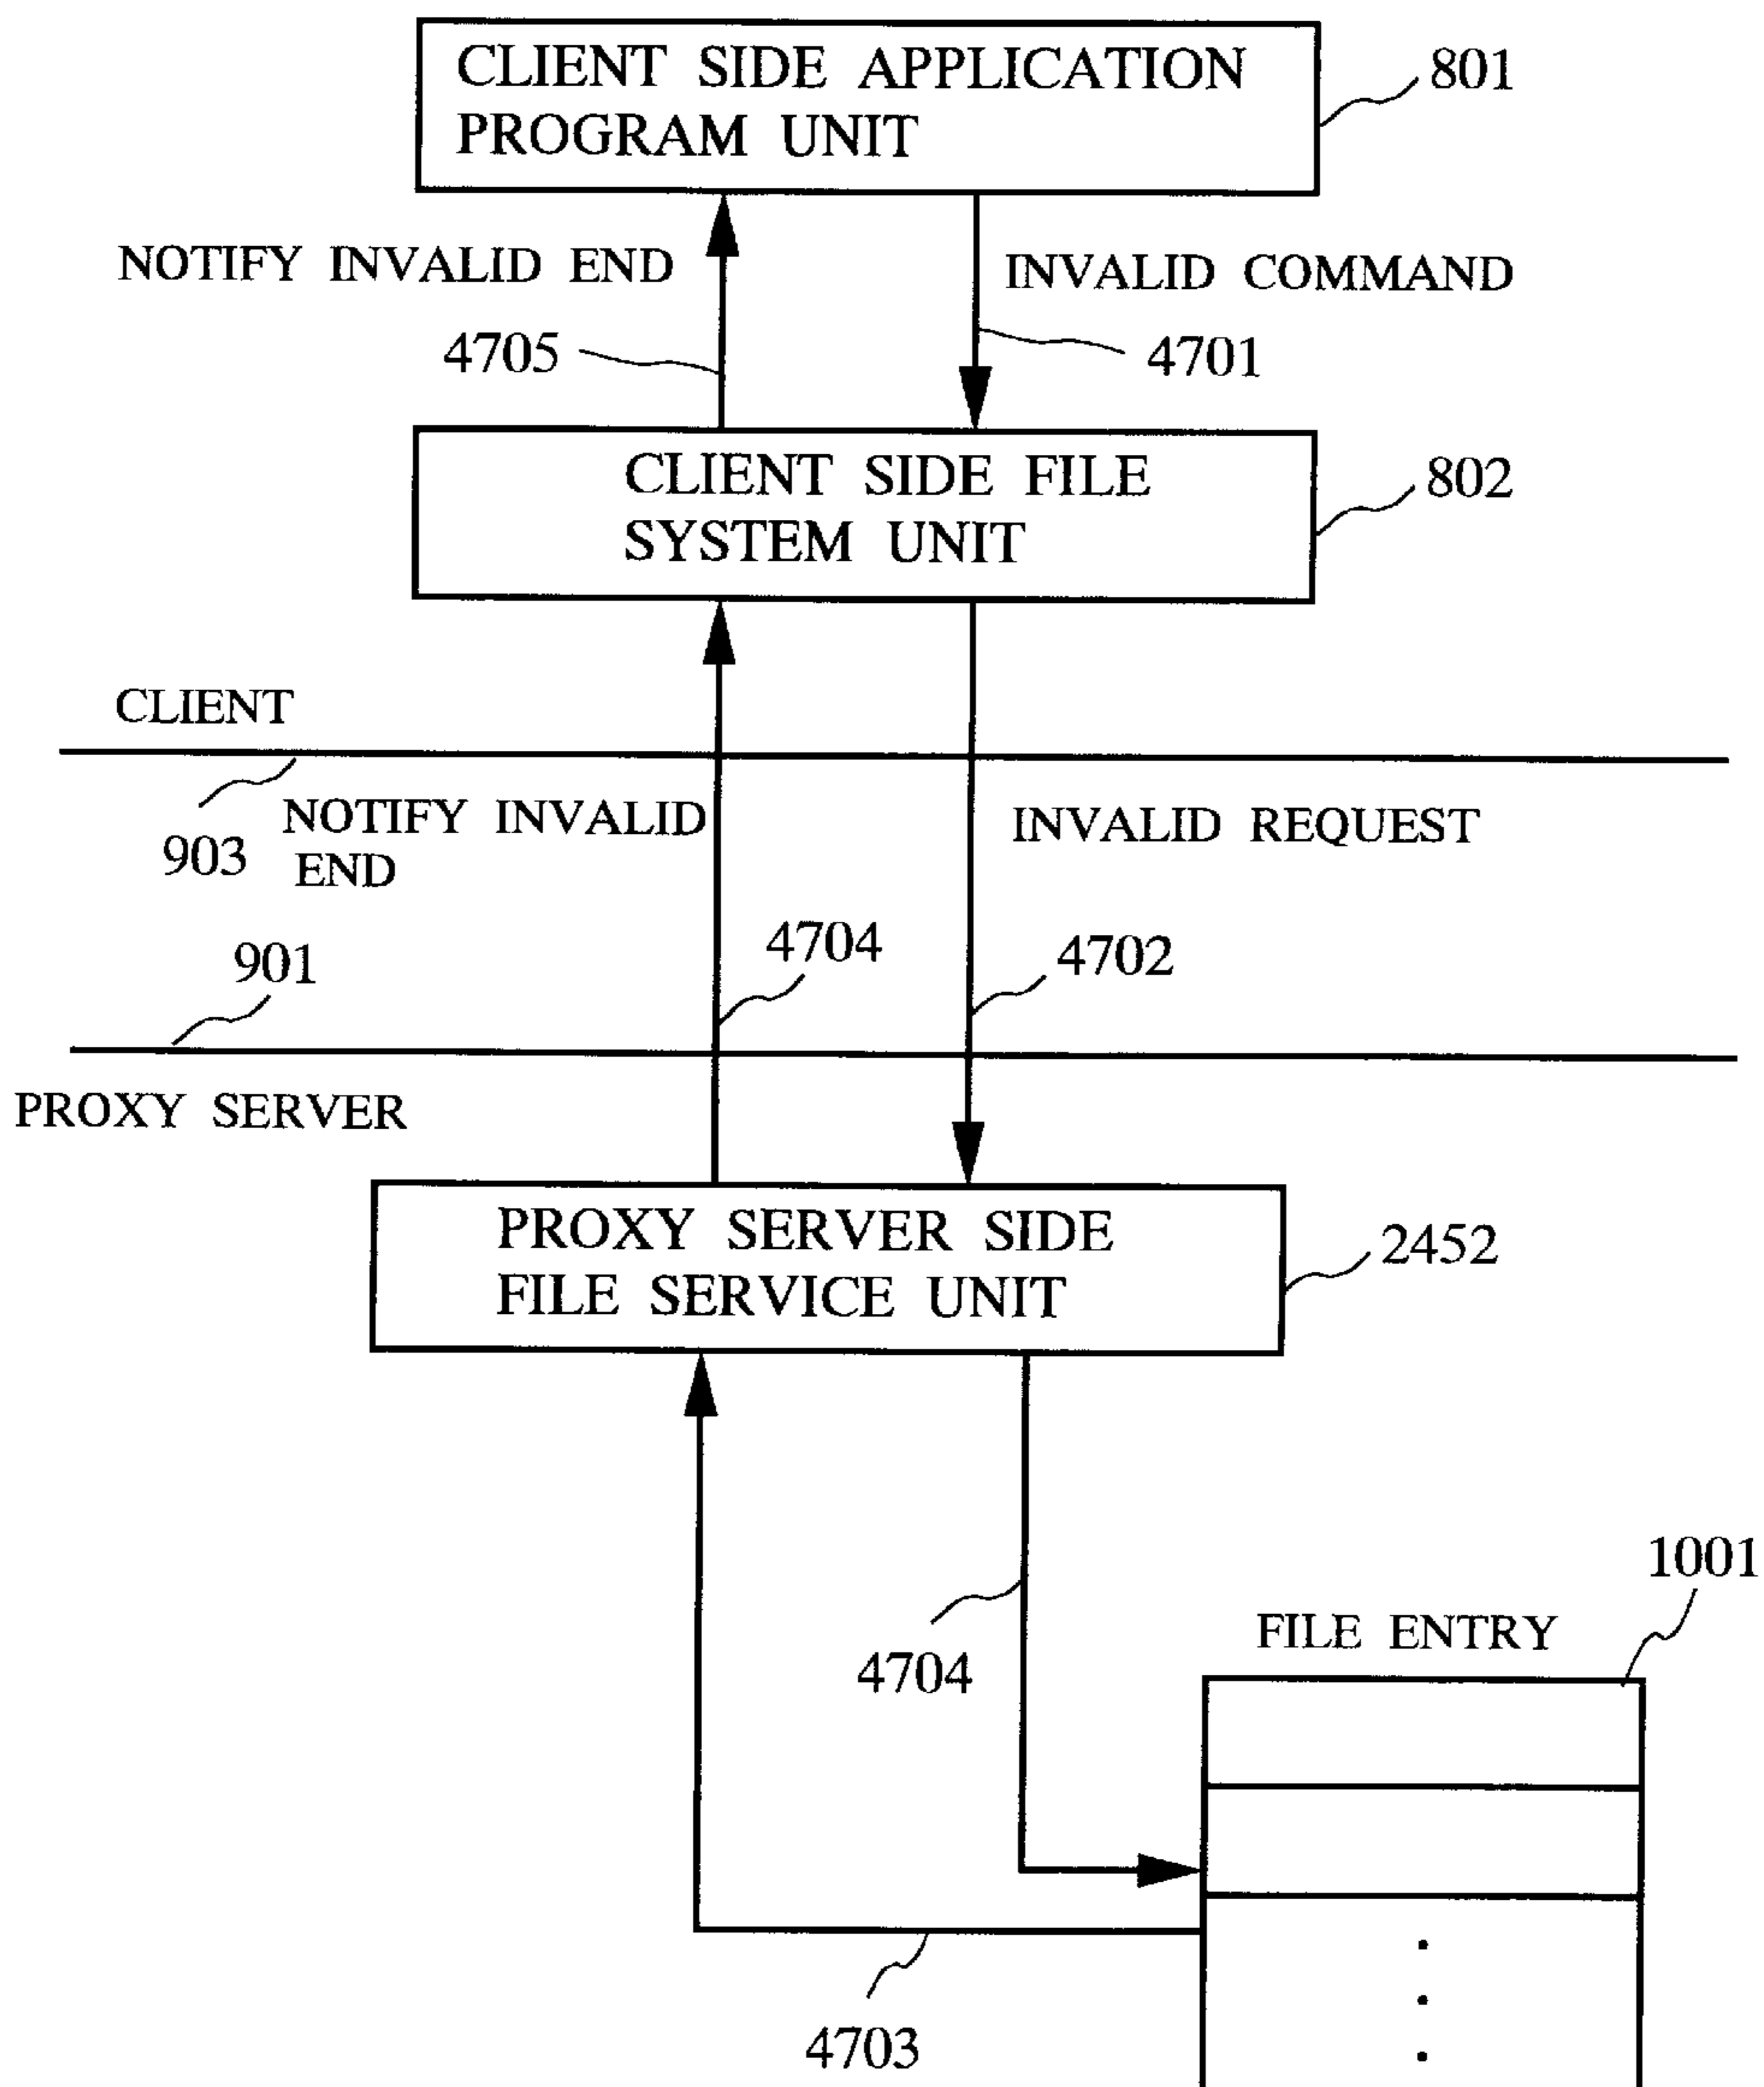 CLIENT SIDE APPLICATION
PROGRAM UNIT
801
NOTIFY INVALID END
INVALID COMMAND
4705
4701
CLIENT SIDE FILE
SYSTEM UNIT
802
CLIENT
903
NOTIFY INVALID
END
INVALID REQUEST
901
4704
4702
PROXY SERVER
PROXY SERVER SIDE
FILE SERVICE UNIT
2452
4704
1001
FILE ENTRY
4703